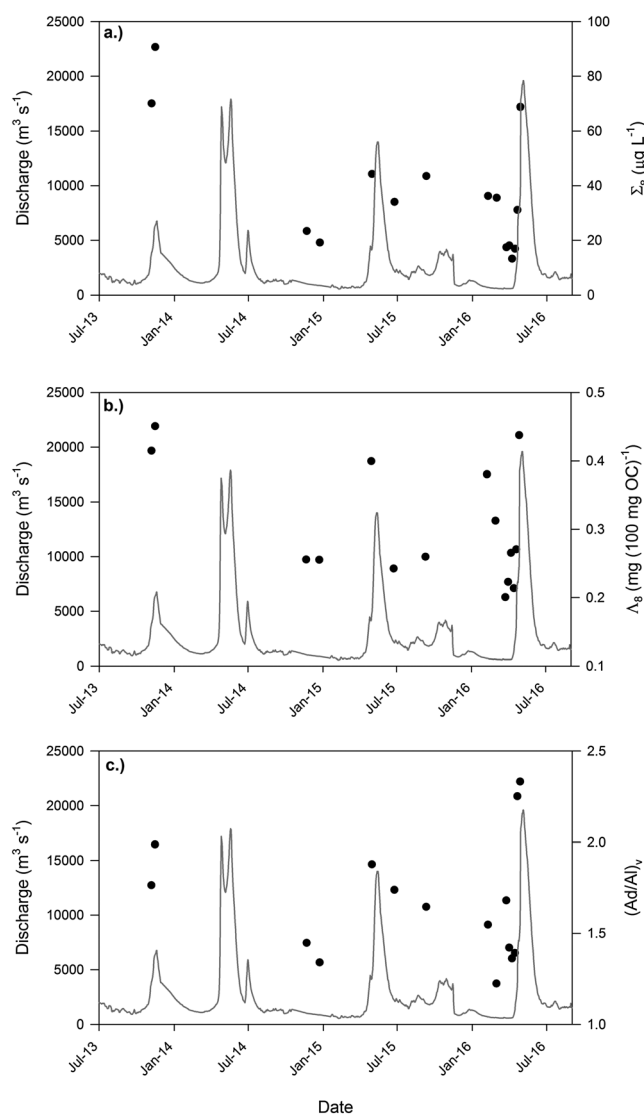 a.)
25000
20000
15000
10000
5000
0
Discharge (m³ s⁻¹)
100
80
60
40
20
0
Σ₈ (µg L⁻¹)
Jul-13
Jan-14
Jul-14
Jan-15
Jul-15
Jan-16
Jul-16
b.)
25000
20000
15000
10000
5000
0
Discharge (m³ s⁻¹)
0.5
0.4
0.3
0.2
0.1
Λ₈ (mg (100 mg OC)⁻¹)
Jul-13
Jan-14
Jul-14
Jan-15
Jul-15
Jan-16
Jul-16
c.)
25000
20000
15000
10000
5000
0
Discharge (m³ s⁻¹)
2.5
2.0
1.5
1.0
(Ad/Al)ᵥ
Jul-13
Jan-14
Jul-14
Jan-15
Jul-15
Jan-16
Jul-16
Date